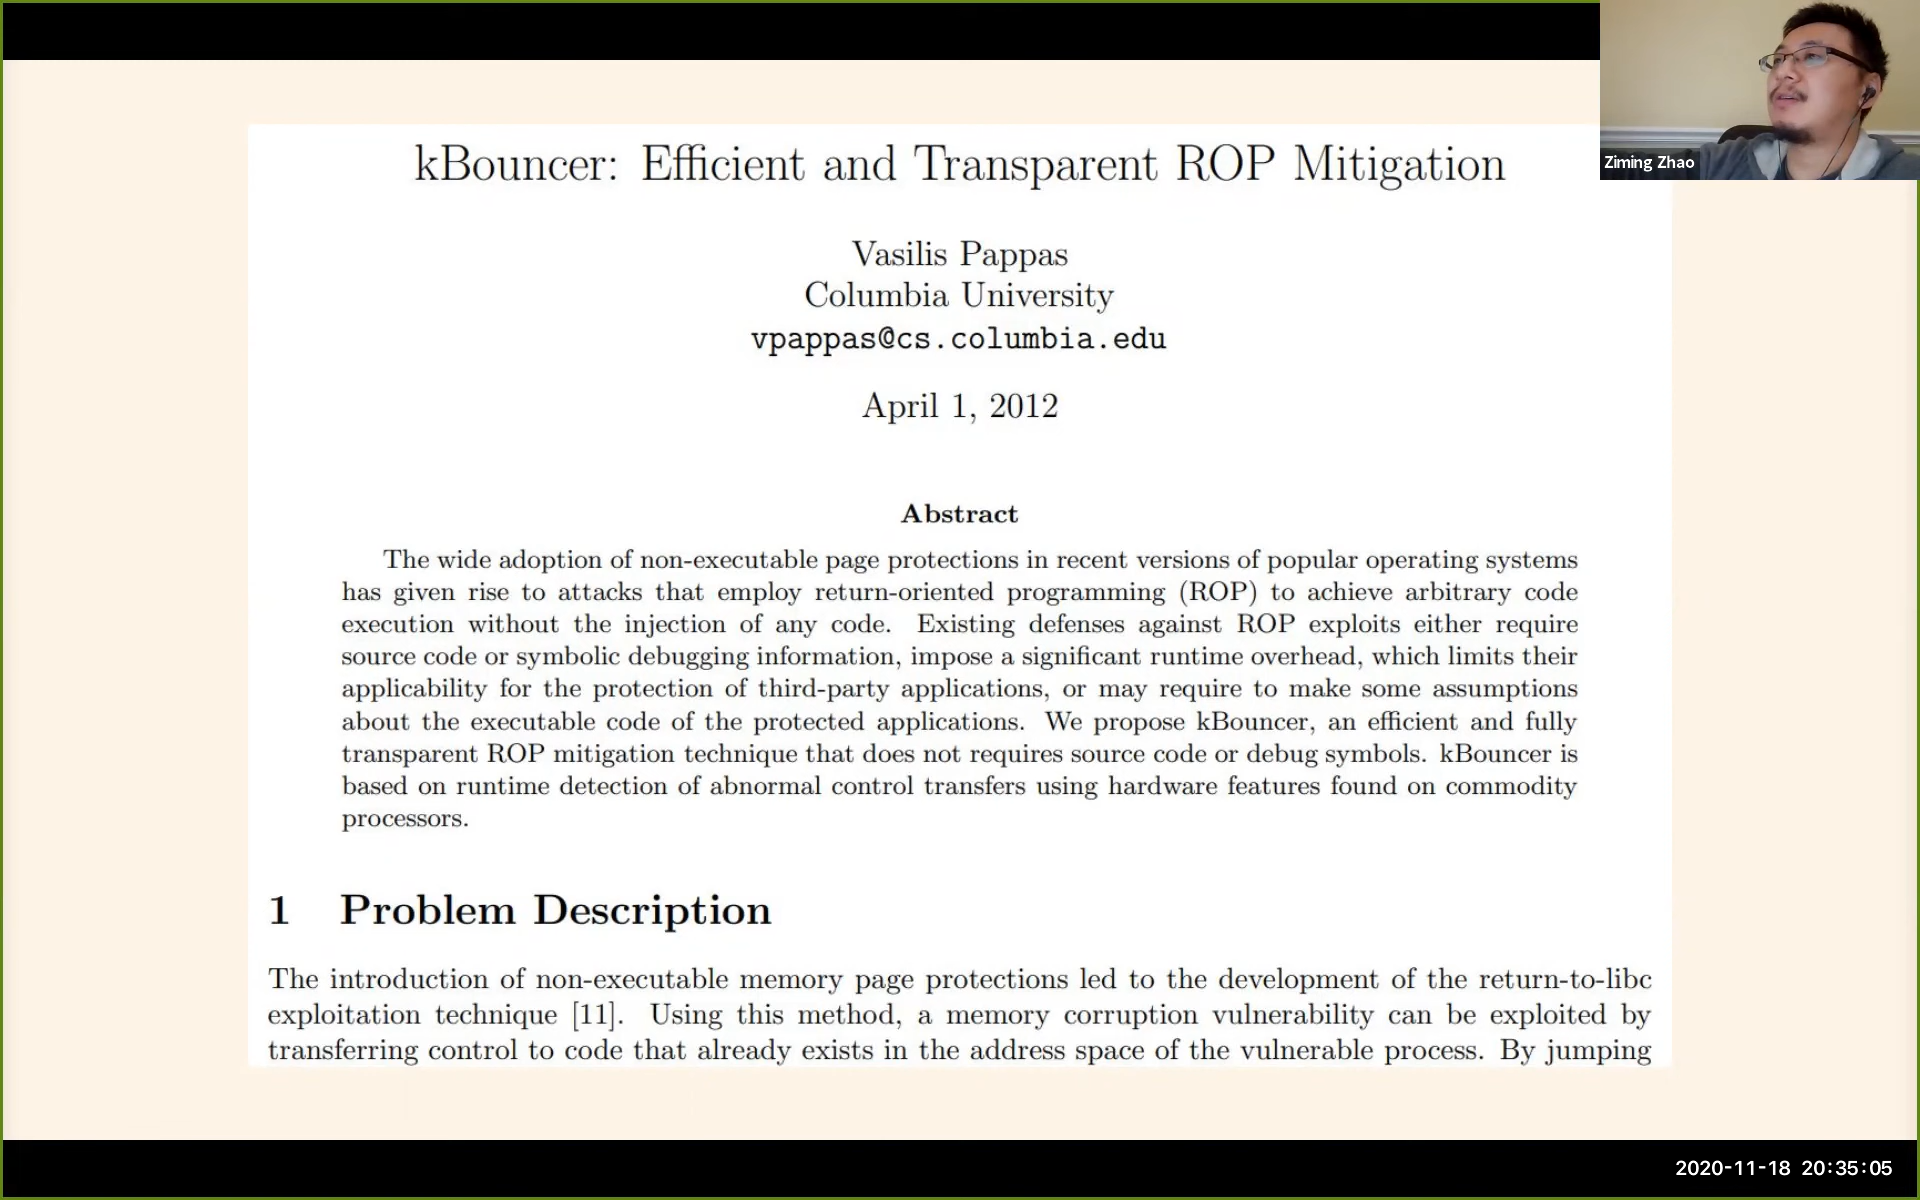 kBouncer: Efficient and Transparent ROP Mitigation
Ziming Zhao
Vasilis Pappas
Columbia University
vpappas@cs.columbia.edu
April 1, 2012
Abstract
The wide adoption of non-executable page protections in recent versions of popular operating systems
has given rise to attacks that employ return-oriented programming (ROP) to achieve arbitrary code
execution without the injection of any code. Existing defenses against ROP exploits either require
source code or symbolic debugging information, impose a significant runtime overhead, which limits their
applicability for the protection of third-party applications, or may require to make some assumptions
about the executable code of the protected applications. We propose kBouncer, an efficient and fully
transparent ROP mitigation technique that does not requires source code or debug symbols. kBouncer is
based on runtime detection of abnormal control transfers using hardware features found on commodity
processors.
1 Problem Description
The introduction of non-executable memory page protections led to the development of the return-to-libc
exploitation technique [11]. Using this method, a memory corruption vulnerability can be exploited by
transferring control to code that already exists in the address space of the vulnerable process. By jumping
2020-11-18 20:35:05